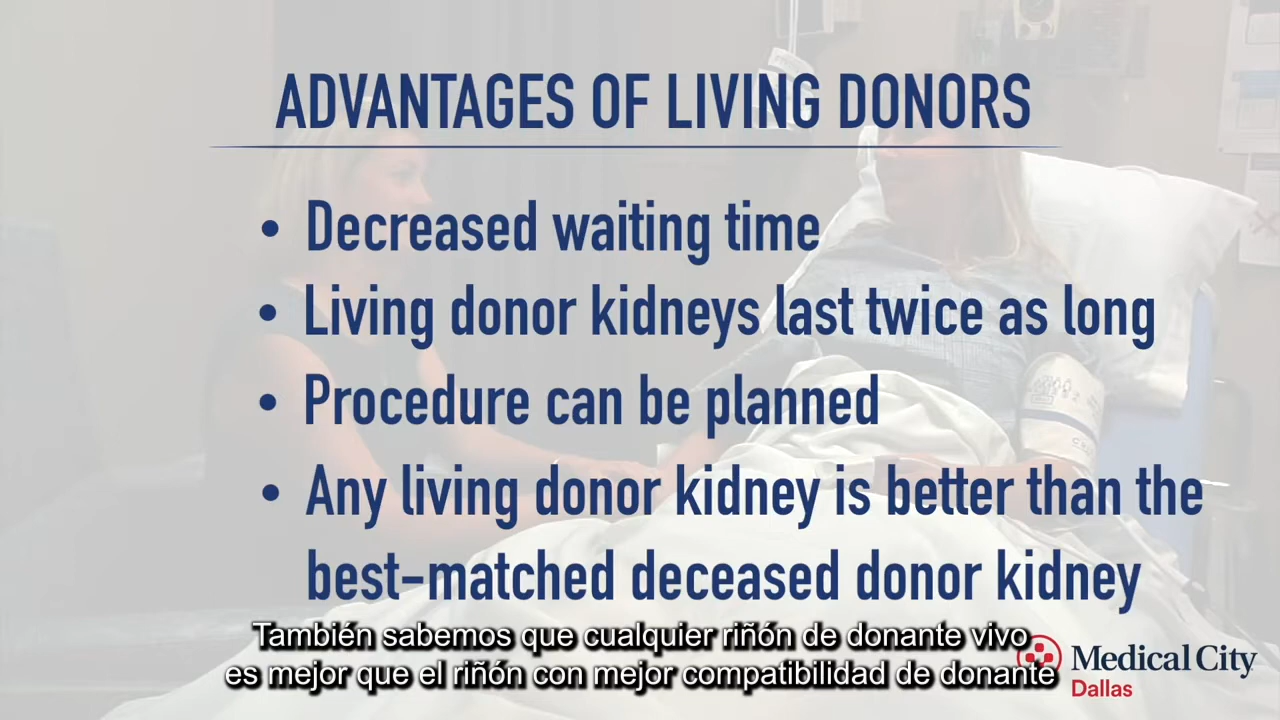 ADVANTAGES OF LIVING DONORS
• Decreased waiting time
• Living donor kidneys last twice as long
• Procedure can be planned
• Any living donor kidney is better than the
best-matched deceased donor kidney
También sabemos que cualquier riñón de donante vivo
es mejor que el riñón con mejor compatibilidad de donante
Medical City
Dallas